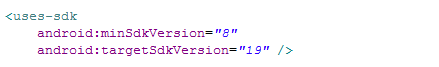 <uses-sdk
android:minSdkVersion="8"
android:targetSdkVersion="19" />